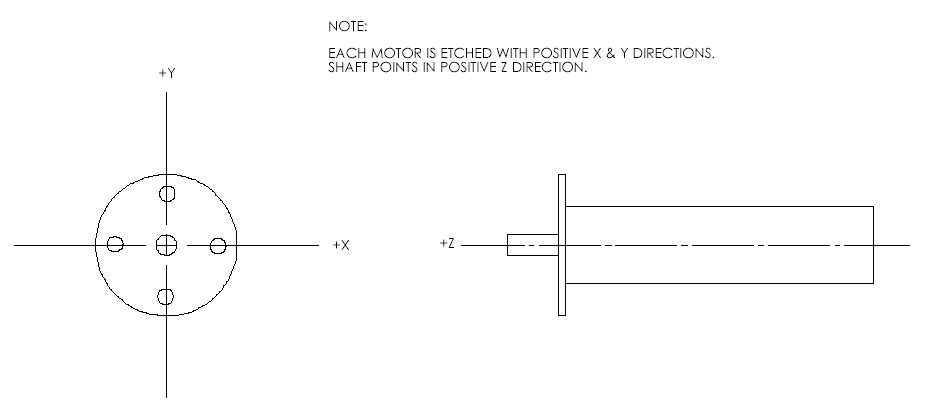 NOTE:
EACH MOTOR IS ETCHED WITH POSITIVE X & Y DIRECTIONS.
SHAFT POINTS IN POSITIVE Z DIRECTION.
+Y
+X
+Z